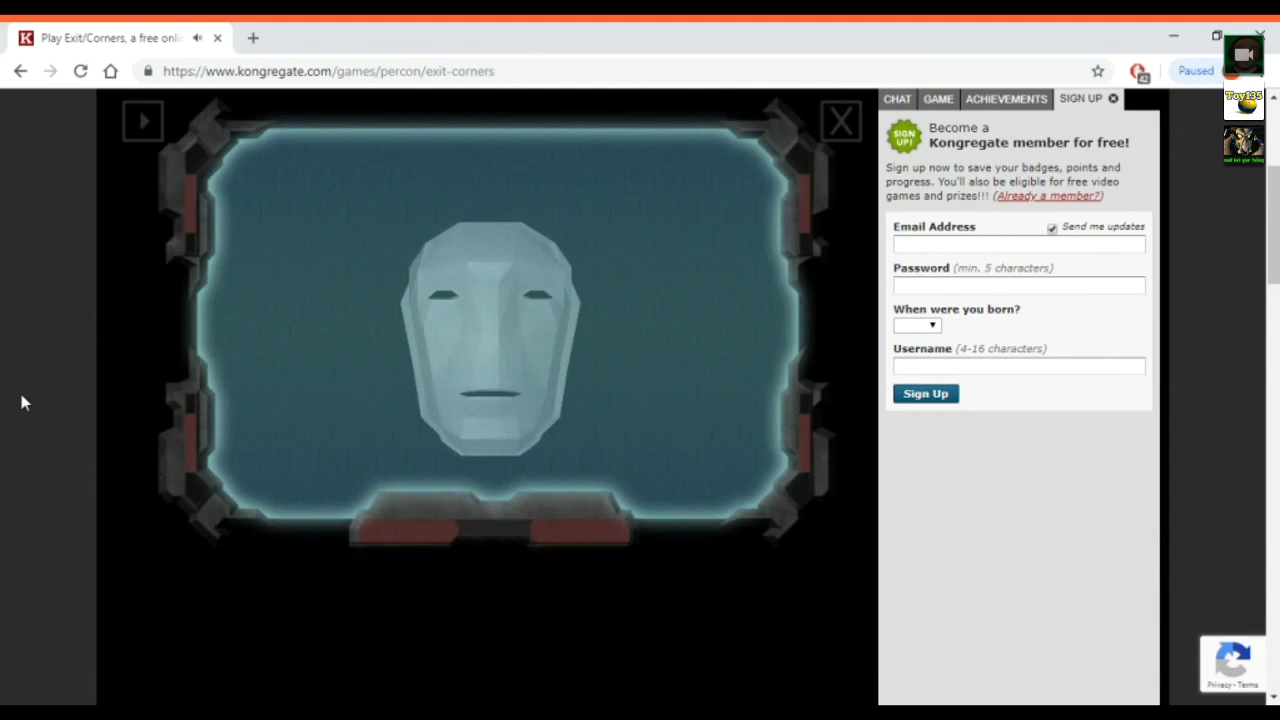 K Play Exit/Corners, a free onli
https://www.kongregate.com/games/percon/exit-corners
42
Paused
Toy135
CHAT GAME ACHIEVEMENTS SIGN UP
SIGN UP!
Become a
Kongregate member for free!
Sign up now to save your badges, points and
progress. You'll also be eligible for free video
games and prizes!!! (Already a member?)
Email Address Send me updates
Password (min. 5 characters)
When were you born?
Username (4-16 characters)
Sign Up
Privacy - Terms